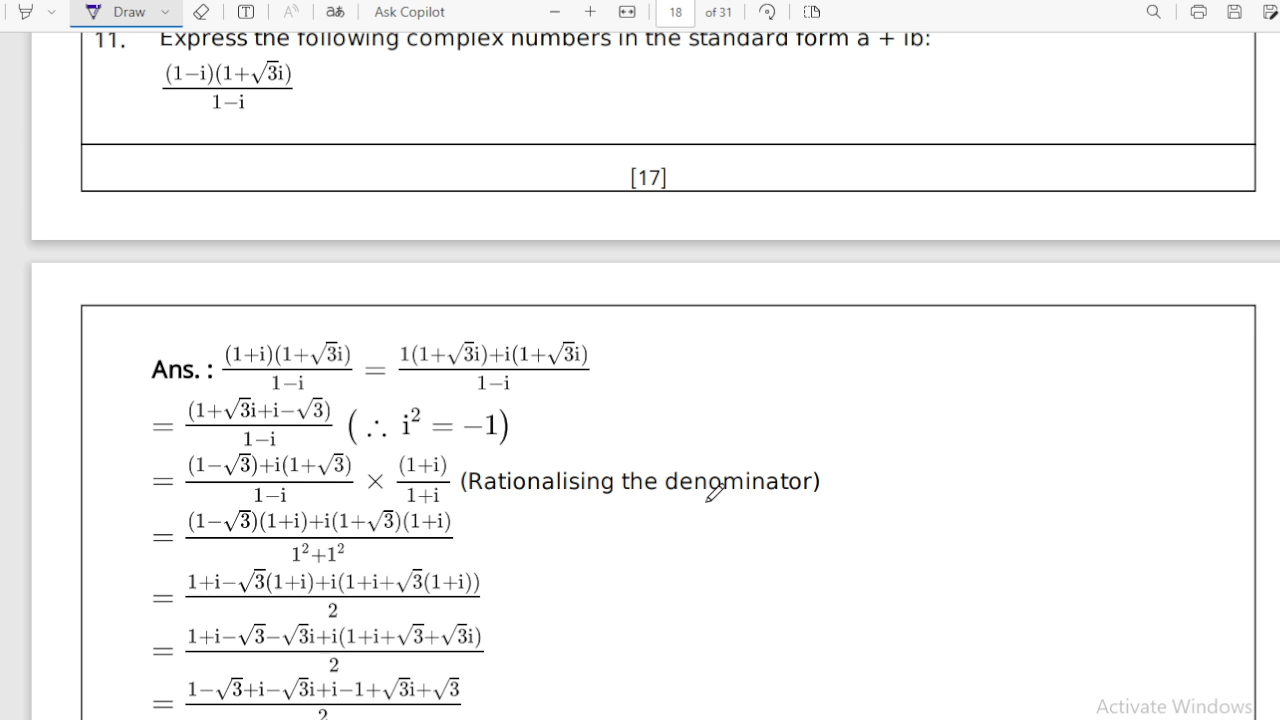 Draw
aあ
Ask Copilot
18 of 31
11. Express the following complex numbers in the standard form a + ib:
(1−i)(1+√3i)
1−i
[17]
Ans. : (1+i)(1+√3i)/1−i = 1(1+√3i)+i(1+√3i)/1−i
= (1+√3i+i−√3)/1−i (∴ i² = −1)
= (1−√3)+i(1+√3)/1−i × (1+i)/1+i (Rationalising the denominator)
= (1−√3)(1+i)+i(1+√3)(1+i)/1²+1²
= 1+i−√3(1+i)+i(1+i+√3(1+i))/2
= 1+i−√3−√3i+i(1+i+√3+√3i)/2
= 1−√3+i−√3i+i−1+√3i+√3/2
Activate Windows